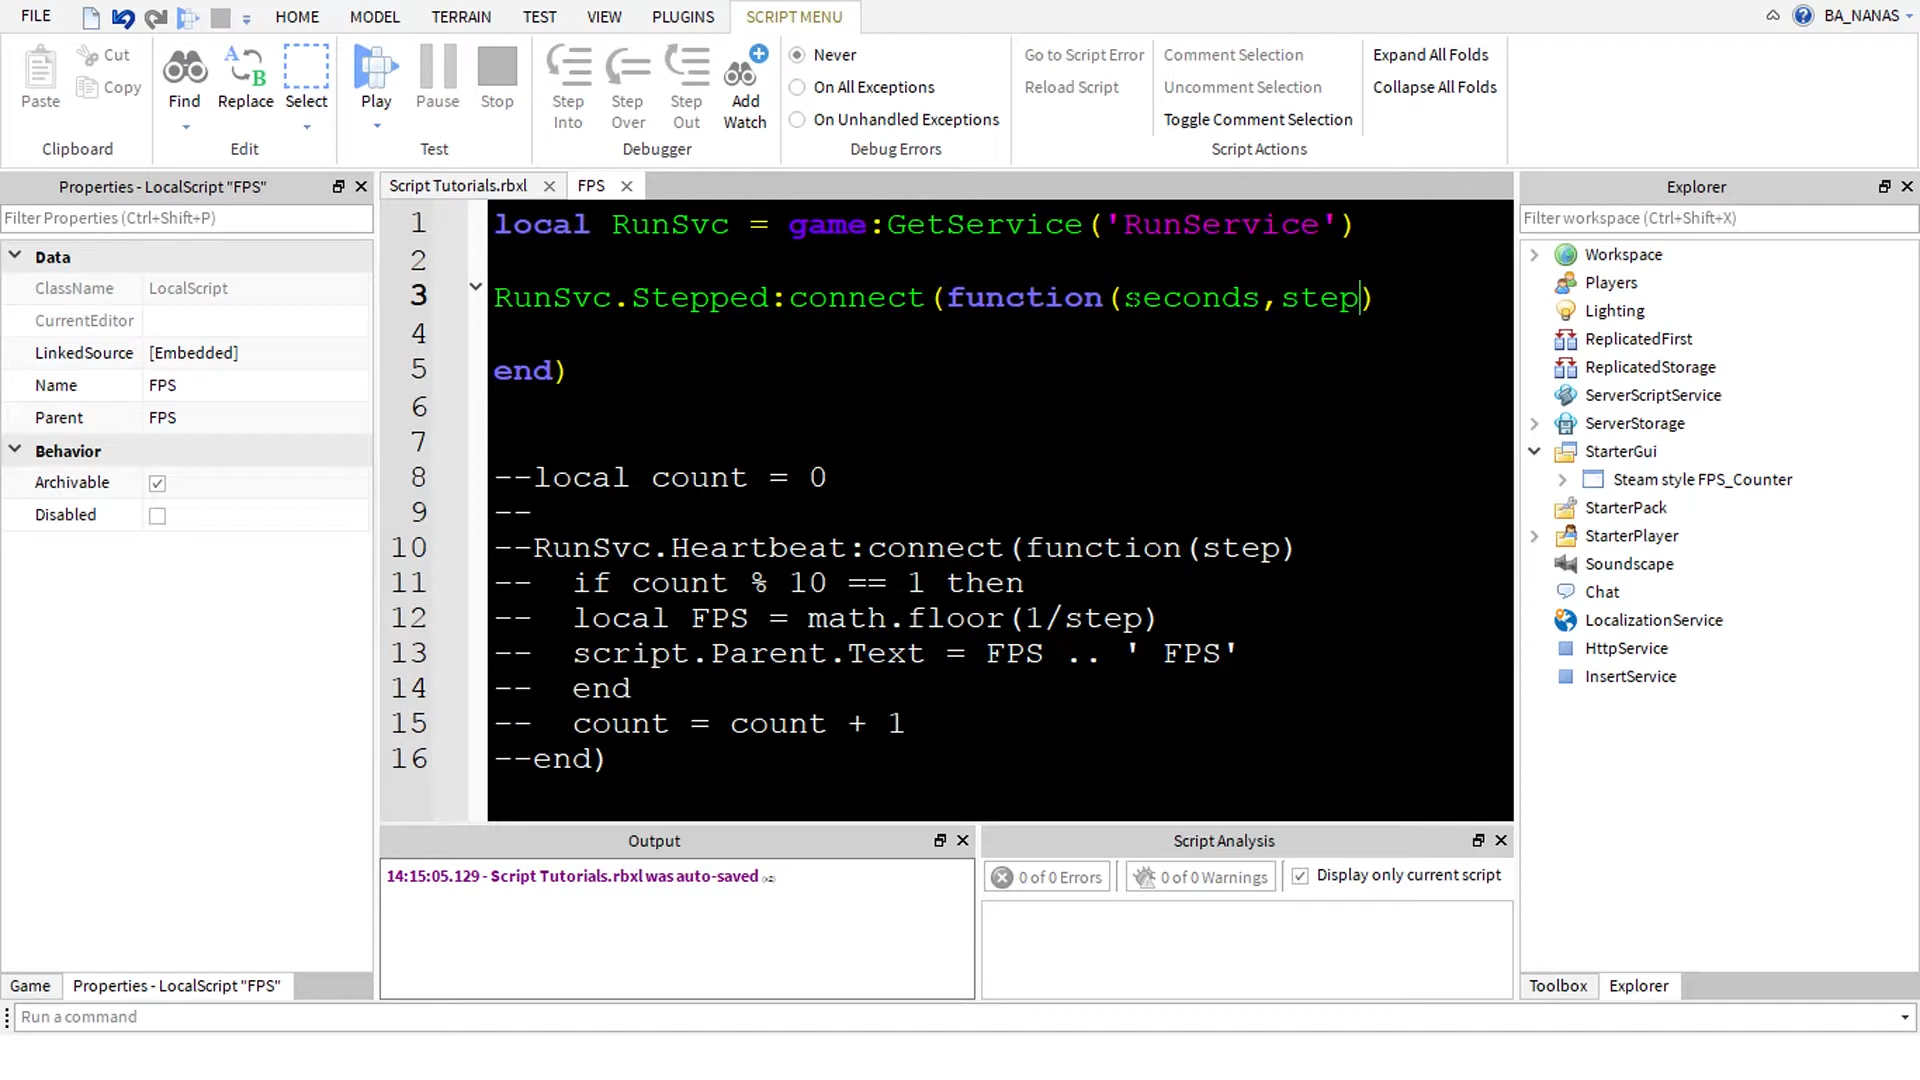 FILE HOME MODEL TERRAIN TEST VIEW PLUGINS SCRIPT MENU BA_NANAS
Paste Cut Copy
Clipboard
Find Replace Select
Edit
Play Pause Stop
Test
Step Into Step Over Step Out Add Watch
Debugger
Never
On All Exceptions
On Unhandled Exceptions
Debug Errors
Go to Script Error
Reload Script
Comment Selection
Uncomment Selection
Toggle Comment Selection
Script Actions
Expand All Folds
Collapse All Folds
Properties - LocalScript "FPS"
Filter Properties (Ctrl+Shift+P)
Data
ClassName LocalScript
CurrentEditor
LinkedSource [Embedded]
Name FPS
Parent FPS
Behavior
Archivable
Disabled
Game Properties - LocalScript "FPS"
Script Tutorials.rbxl FPS
1 local RunSvc = game:GetService('RunService')
2
3 RunSvc.Stepped:connect(function(seconds,step)
4
5 end)
6
7
8 --local count = 0
9 --
10 --RunSvc.Heartbeat:connect(function(step)
11 -- if count % 10 == 1 then
12 -- local FPS = math.floor(1/step)
13 -- script.Parent.Text = FPS .. ' FPS'
14 -- end
15 -- count = count + 1
16 --end)
Output
14:15:05.129 - Script Tutorials.rbxl was auto-saved
Script Analysis
0 of 0 Errors 0 of 0 Warnings Display only current script
Explorer
Filter workspace (Ctrl+Shift+X)
Workspace
Players
Lighting
ReplicatedFirst
ReplicatedStorage
ServerScriptService
ServerStorage
StarterGui
Steam style FPS_Counter
StarterPack
StarterPlayer
Soundscape
Chat
LocalizationService
HttpService
InsertService
Toolbox Explorer
Run a command